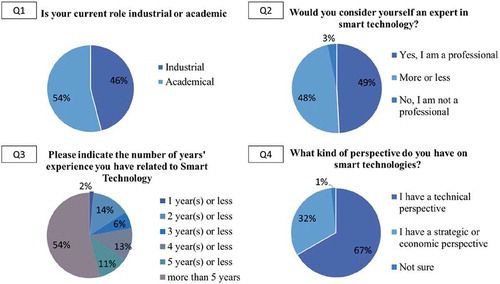 Q1
Is your current role industrial or academic
46%
54%
Industrial
Academical
Q2
Would you consider yourself an expert in
smart technology?
3%
48%
49%
Yes, I am a professional
More or less
No, I am not a
professional
Q3
Please indicate the number of years'
experience you have related to Smart
Technology
2%
14%
6%
13%
11%
54%
1 year(s) or less
2 year(s) or less
3 year(s) or less
4 year(s) or less
5 year(s) or less
more than 5 years
Q4
What kind of perspective do you have on
smart technologies?
1%
32%
67%
I have a technical
perspective
I have a strategic or
economic perspective
Not sure